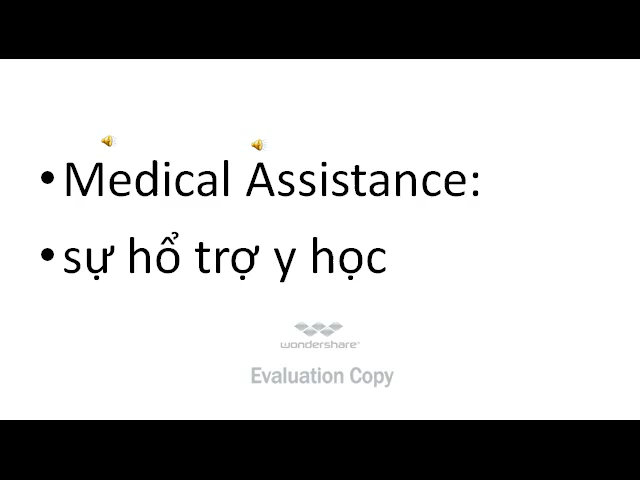 •Medical Assistance:
•sự hổ trợ y học
wondershare
Evaluation Copy